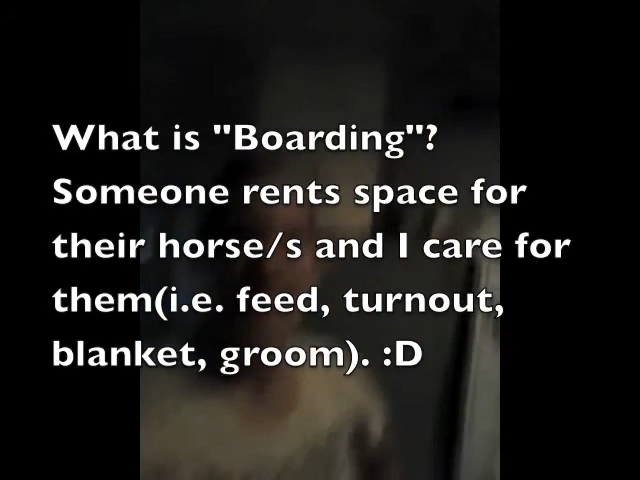 What is "Boarding"?
Someone rents space for
their horse/s and I care for
them(i.e. feed, turnout,
blanket, groom). :D